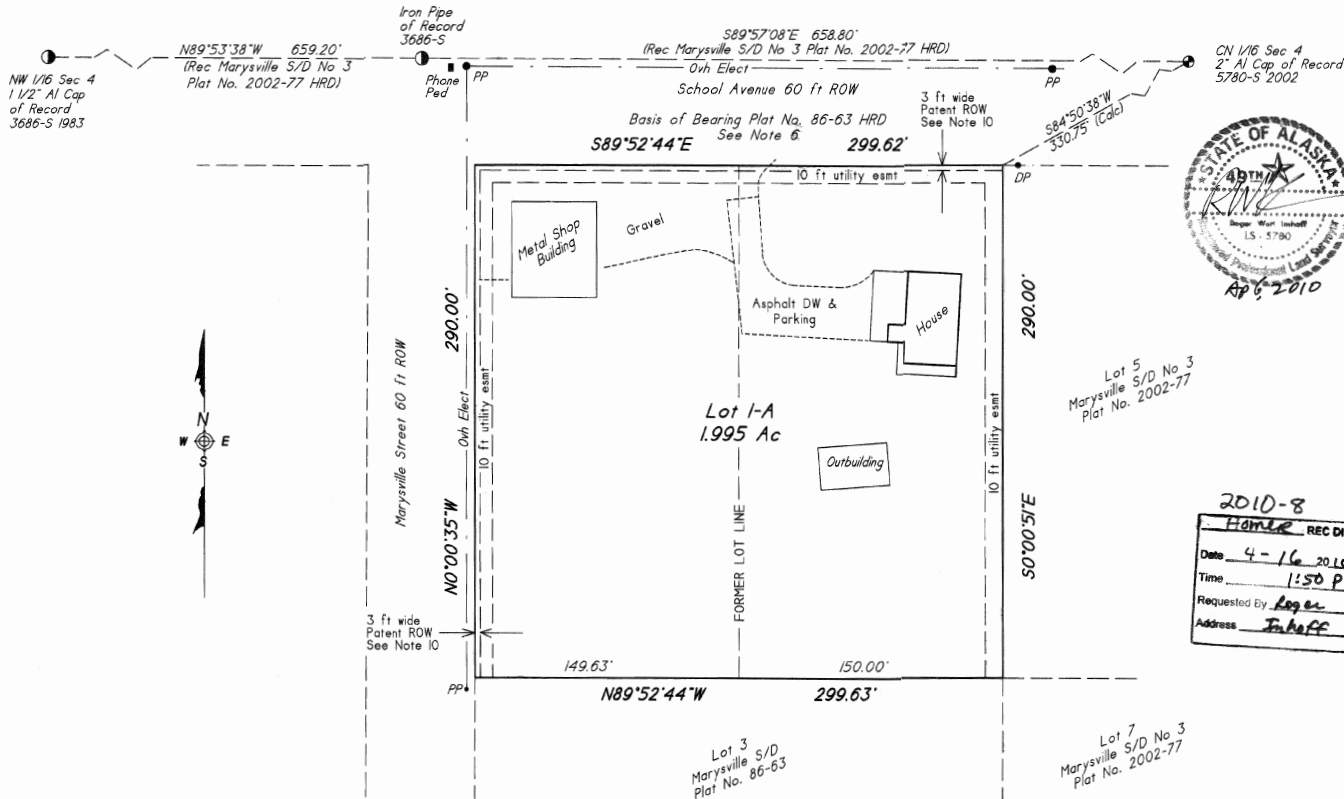 Iron Pipe
of Record
3686-S
N89°53'38"W 659.20'
(Rec Marysville S/D No 3
Plat No. 2002-77 HRD)
NW 1/16 Sec 4
1 1/2" Al Cap
of Record
3686-S 1983
Phone
Ped
PP
S89°57'08"E 658.80'
(Rec Marysville S/D No 3 Plat No. 2002-77 HRD)
Ovh Elect
PP
School Avenue 60 ft ROW
CN 1/16 Sec 4
2" Al Cap of Record
5780-S 2002
S84°50'38"W
330.75' (Calc)
3 ft wide
Patent ROW
See Note 10
Basis of Bearing Plat No. 86-63 HRD
See Note 6
S89°52'44"E 299.62'
10 ft utility esmt
DP
STATE OF ALASKA
49TH
Roger Imhoff
LS - 5780
Professional Land Surveyor
Ap 6, 2010
Metal Shop
Building
Gravel
Asphalt DW &
Parking
House
290.00'
290.00'
Marysville Street 60 ft ROW
Ovh Elect
10 ft utility esmt
N0°00'35"W
Lot 1-A
1.995 Ac
Outbuilding
FORMER LOT LINE
10 ft utility esmt
S0°00'51"E
Lot 5
Marysville S/D No 3
Plat No. 2002-77
N
W E
S
2010-8
Homer REC DI
Date 4-16 2010
Time 1:50 P
Requested By Roger
Address Imhoff
3 ft wide
Patent ROW
See Note 10
149.63' 150.00'
PP
N89°52'44"W 299.63'
Lot 3
Marysville S/D
Plat No. 86-63
Lot 7
Marysville S/D No 3
Plat No. 2002-77